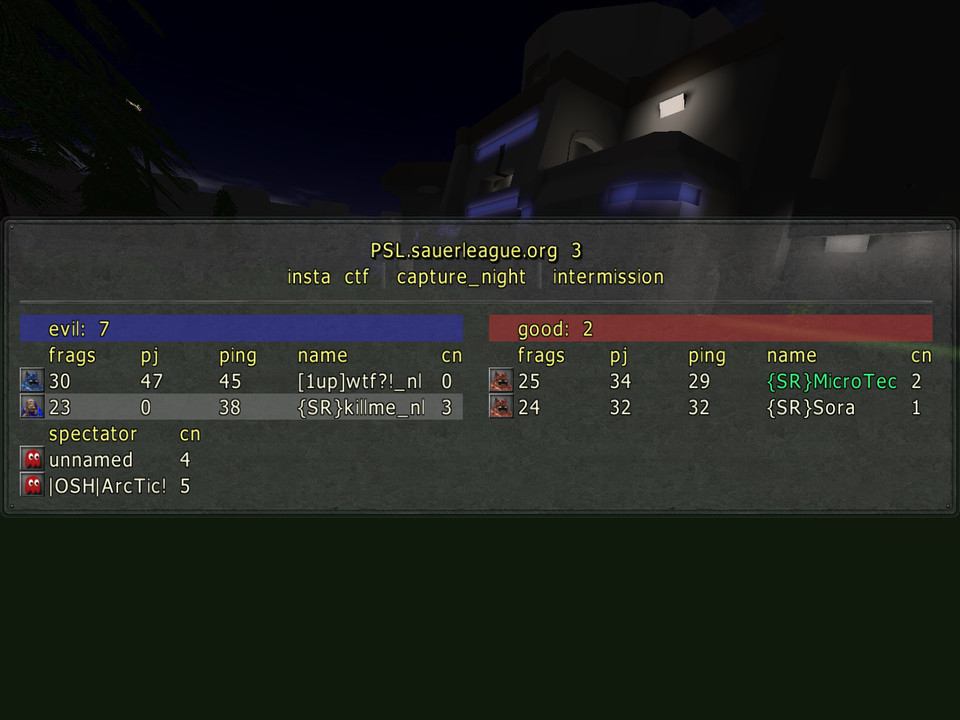 PSL.sauerleague.org 3
insta ctf capture_night intermission
evil: 7
frags pj ping name cn
30 47 45 [1up]wtf?!_nl 0
23 0 38 {SR}killme_nl 3
spectator cn
unnamed 4
|OSH|ArcTic! 5
good: 2
frags pj ping name cn
25 34 29 {SR}MicroTec 2
24 32 32 {SR}Sora 1